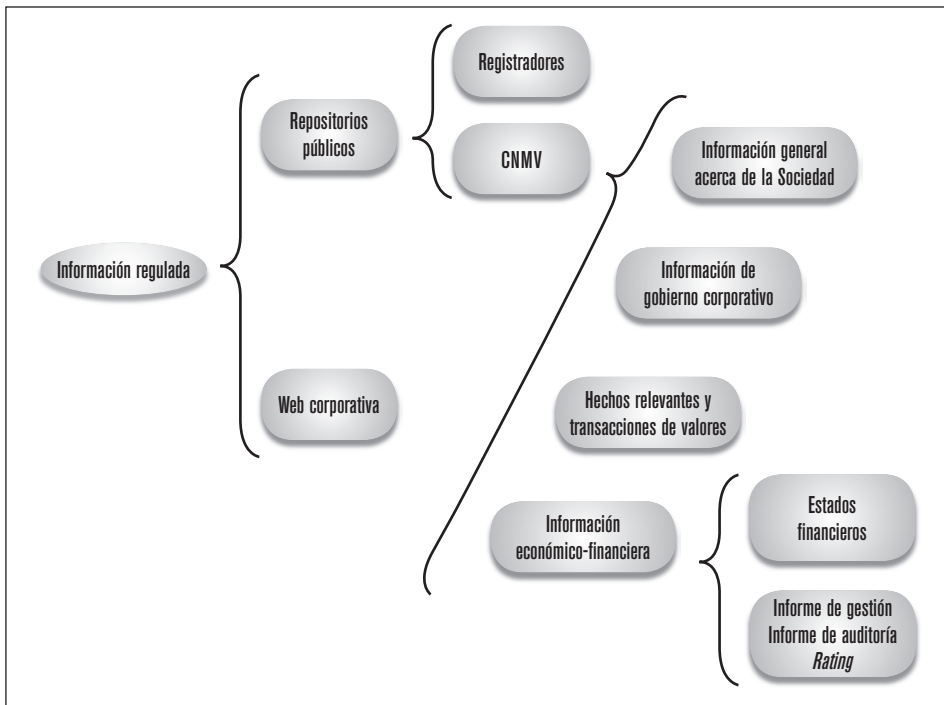 Registradores
Repositorios
públicos
CNMV
Información general
acerca de la Sociedad
Información regulada
Información de
gobierno corporativo
Web corporativa
Hechos relevantes y
transacciones de valores
Información
económico-financiera
Estados
financieros
Informe de gestión
Informe de auditoría
Rating